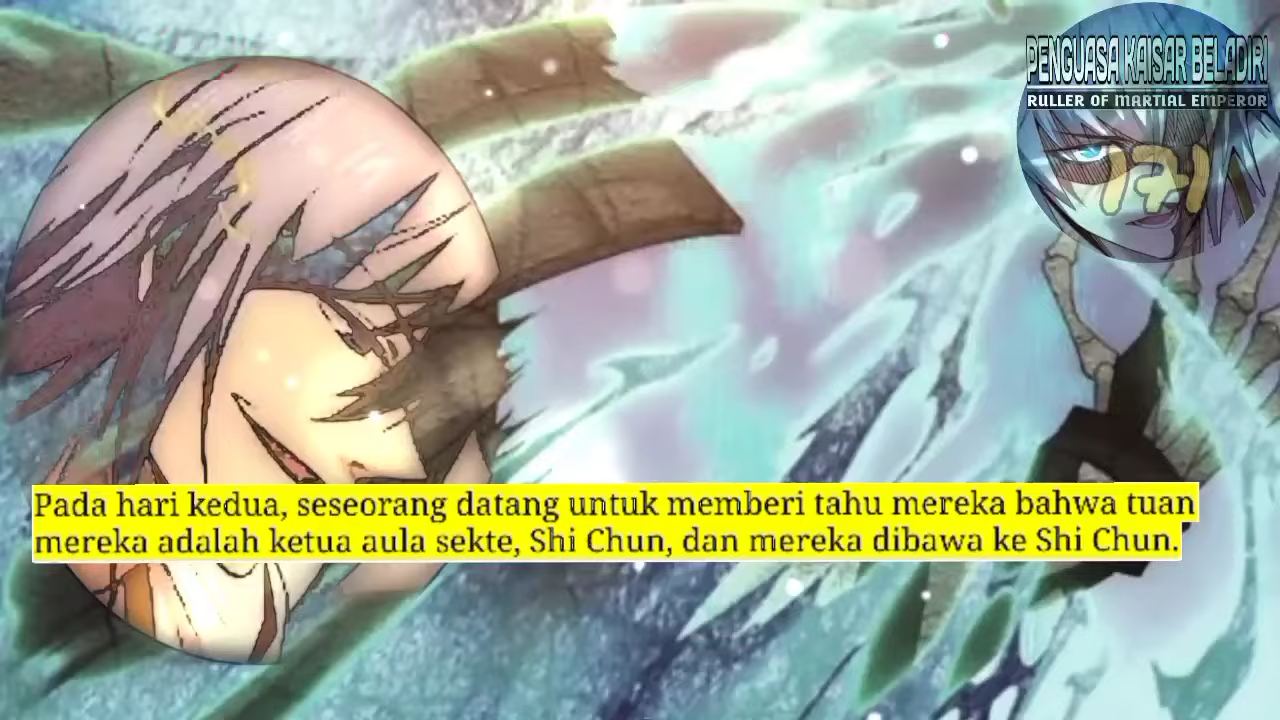 PENGUASA KAISAR BELADIRI
RULLER OF MARTIAL EMPEROR
171
Pada hari kedua, seseorang datang untuk memberi tahu mereka bahwa tuan
mereka adalah ketua aula sekte, Shi Chun, dan mereka dibawa ke Shi Chun.